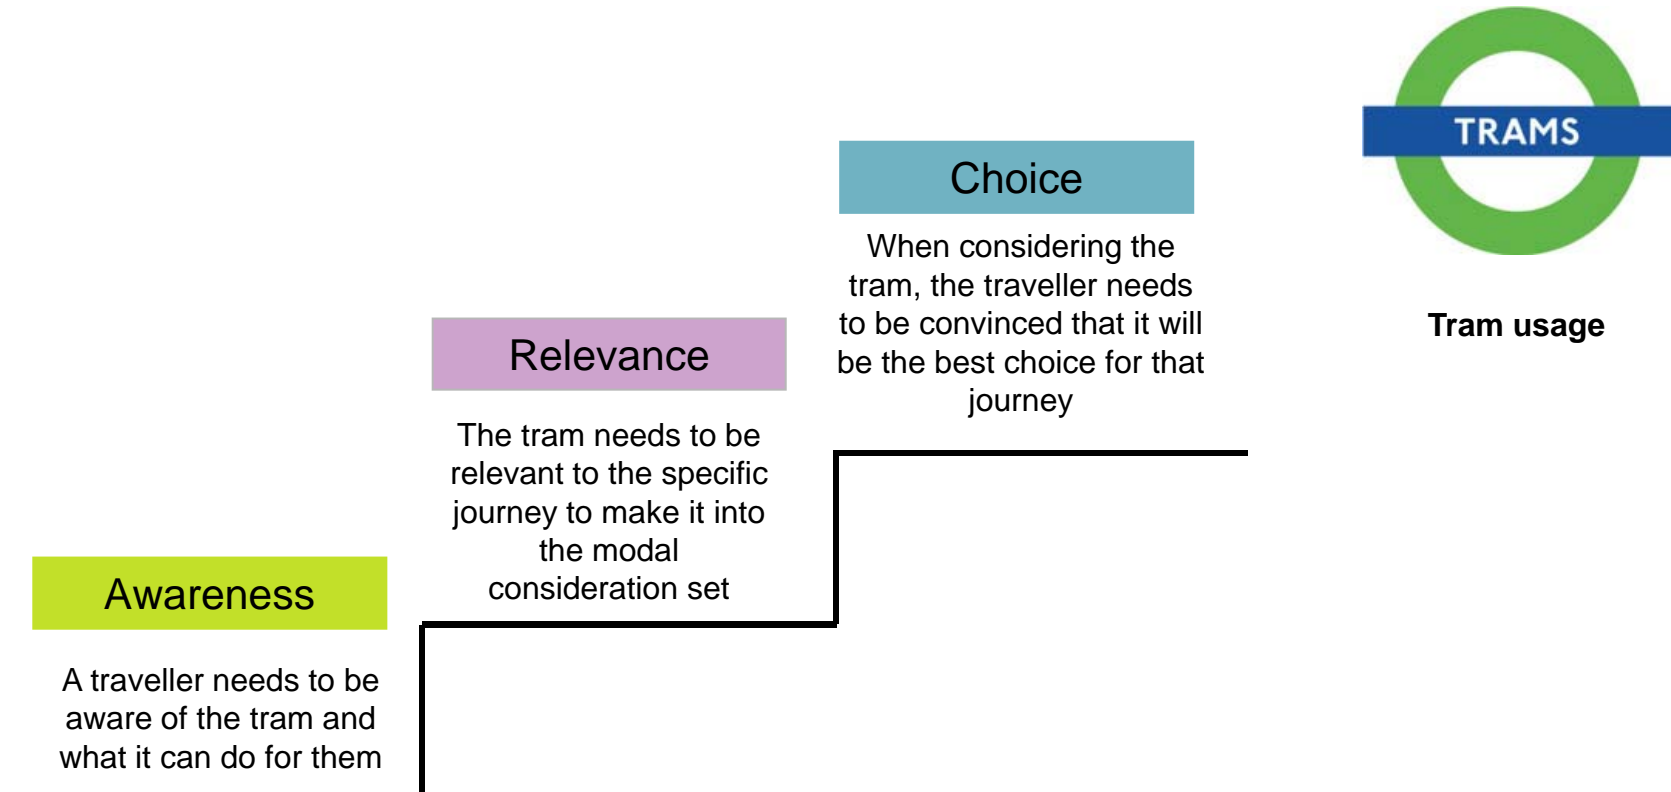 TRAMS
Choice
When considering the
tram, the traveller needs
to be convinced that it will
be the best choice for that
journey
Tram usage
Relevance
The tram needs to be
relevant to the specific
journey to make it into
the modal
consideration set
Awareness
A traveller needs to be
aware of the tram and
what it can do for them